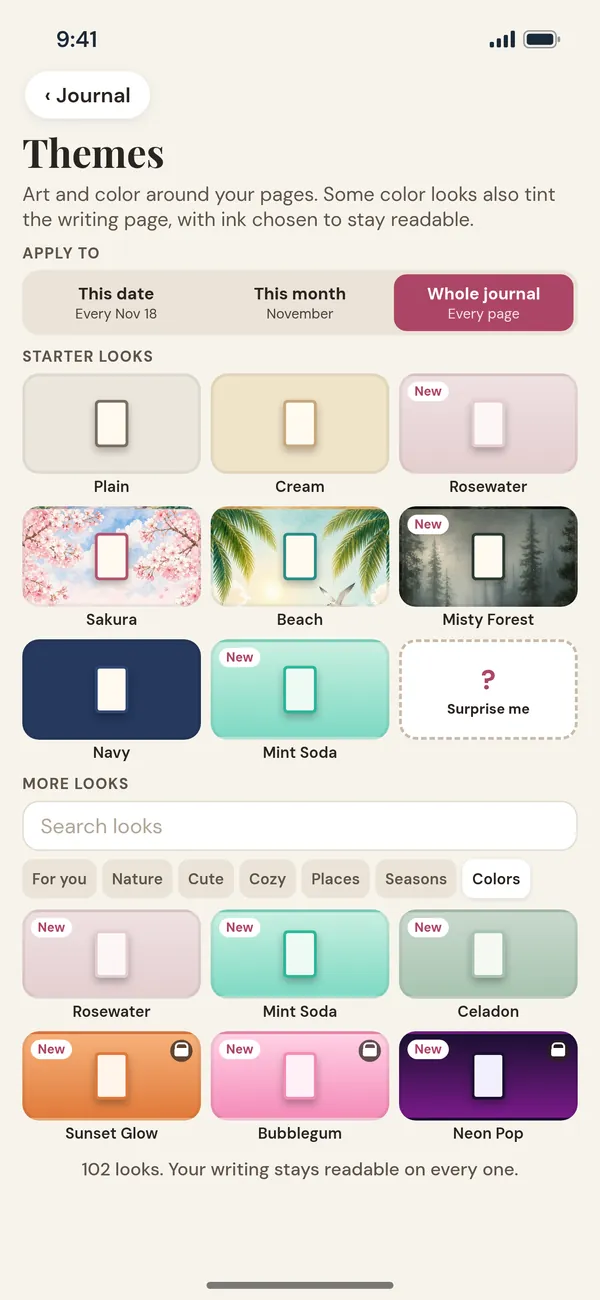 9:41
‹ Journal
Themes
Art and color around your pages. Some color looks also tint
the writing page, with ink chosen to stay readable.
APPLY TO
This date
Every Nov 18
This month
November
Whole journal
Every page
STARTER LOOKS
Plain
Cream
New
Rosewater
Sakura
Beach
New
Misty Forest
Navy
New
Mint Soda
?
Surprise me
MORE LOOKS
Search looks
For you
Nature
Cute
Cozy
Places
Seasons
Colors
New
Rosewater
New
Mint Soda
New
Celadon
New
Sunset Glow
New
Bubblegum
New
Neon Pop
102 looks. Your writing stays readable on every one.